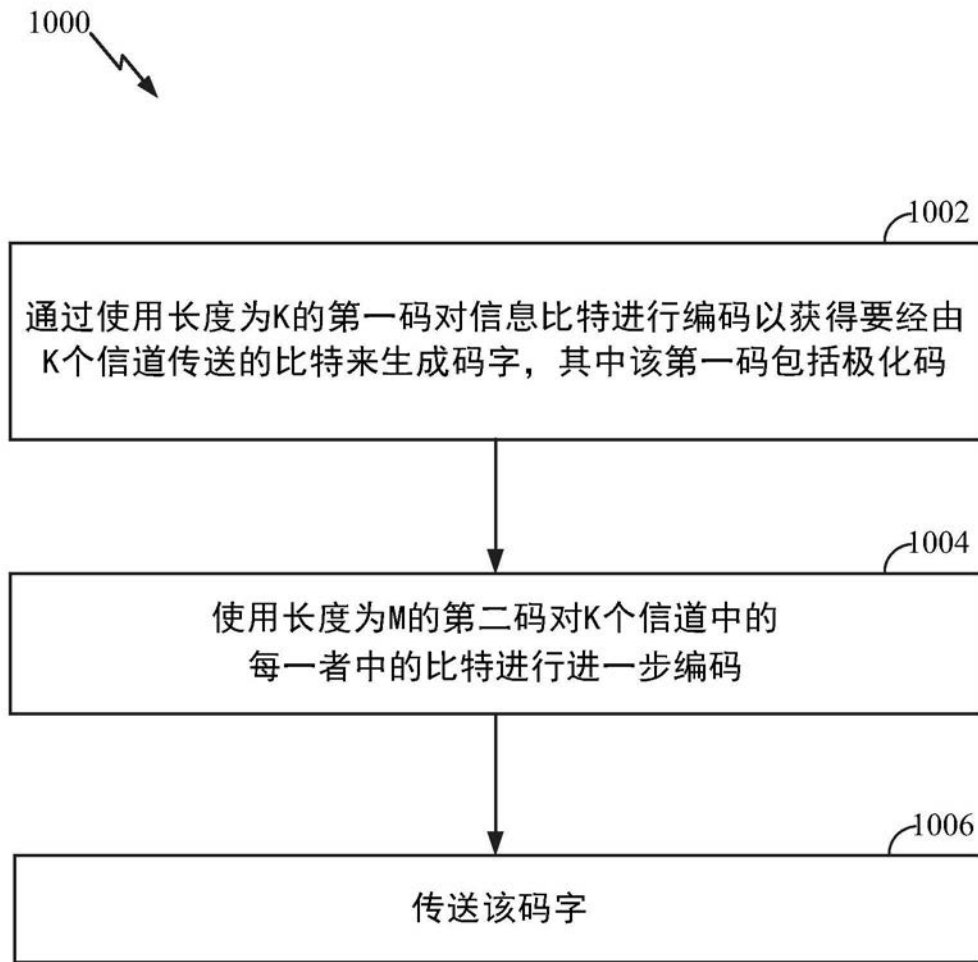 1000
1002
通过使用长度为K的第一码对信息比特进行编码以获得要经由
K个信道传送的比特来生成码字，其中该第一码包括极化码
1004
使用长度为M的第二码对K个信道中的
每一者中的比特进行进一步编码
1006
传送该码字